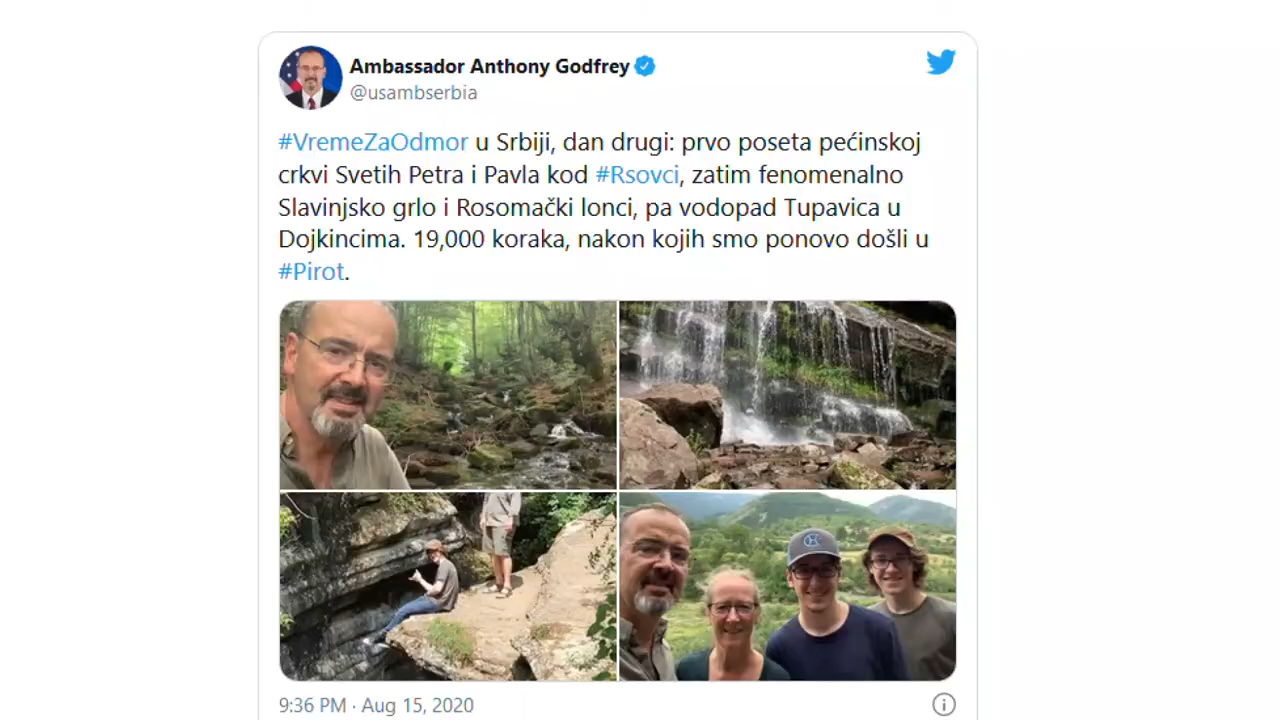 Ambassador Anthony Godfrey
@usambserbia
#VremeZaOdmor u Srbiji, dan drugi: prvo poseta pećinskoj
crkvi Svetih Petra i Pavla kod #Rsovci, zatim fenomenalno
Slavinjsko grlo i Rosomački lonci, pa vodopad Tupavica u
Dojkincima. 19,000 koraka, nakon kojih smo ponovo došli u
#Pirot.
9:36 PM · Aug 15, 2020